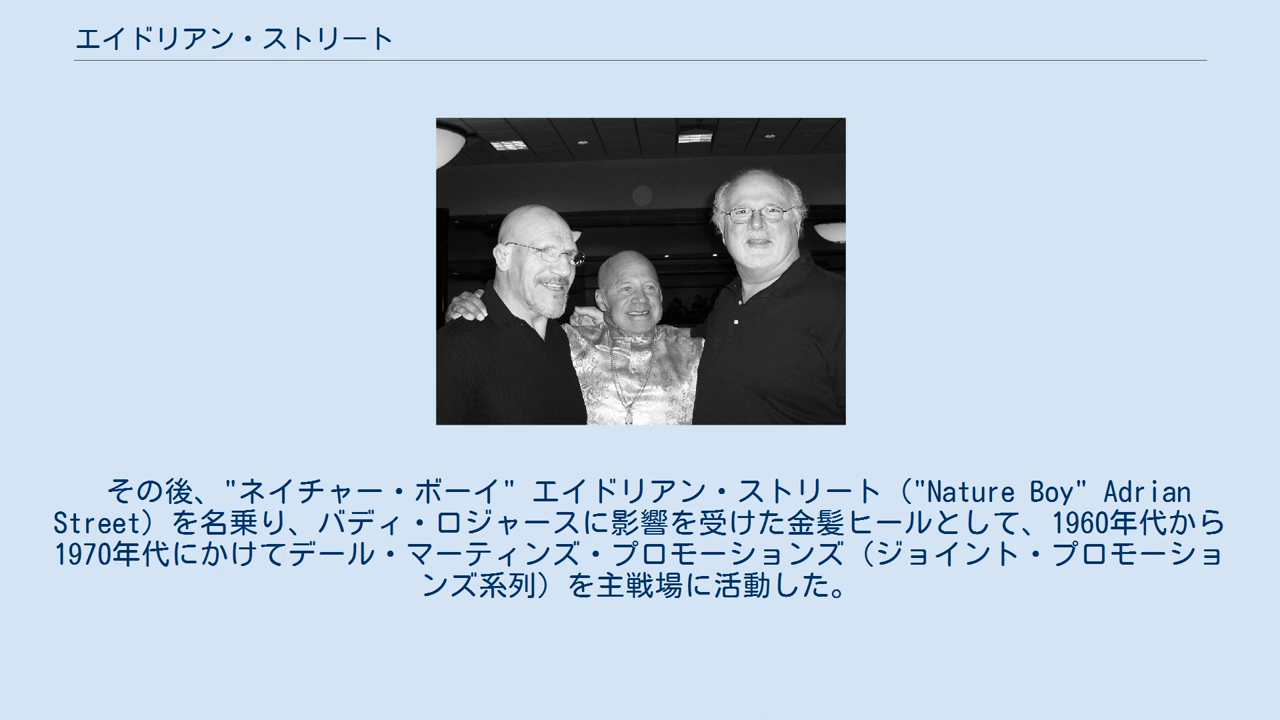 エイドリアン・ストリート
その後、"ネイチャー・ボーイ" エイドリアン・ストリート（"Nature Boy" Adrian
Street）を名乗り、バディ・ロジャースに影響を受けた金髪ヒールとして、1960年代から
1970年代にかけてデール・マーティンズ・プロモーションズ（ジョイント・プロモーショ
ンズ系列）を主戦場に活動した。